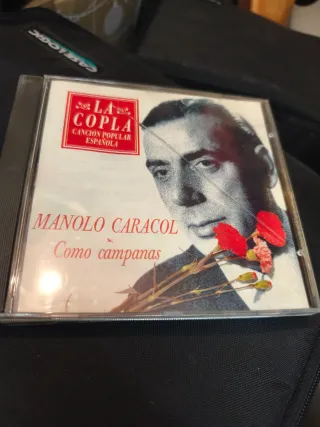 LA
COPLA
CANCIÓN POPULAR
ESPAÑOLA
MANOLO CARACOL
Como campanas